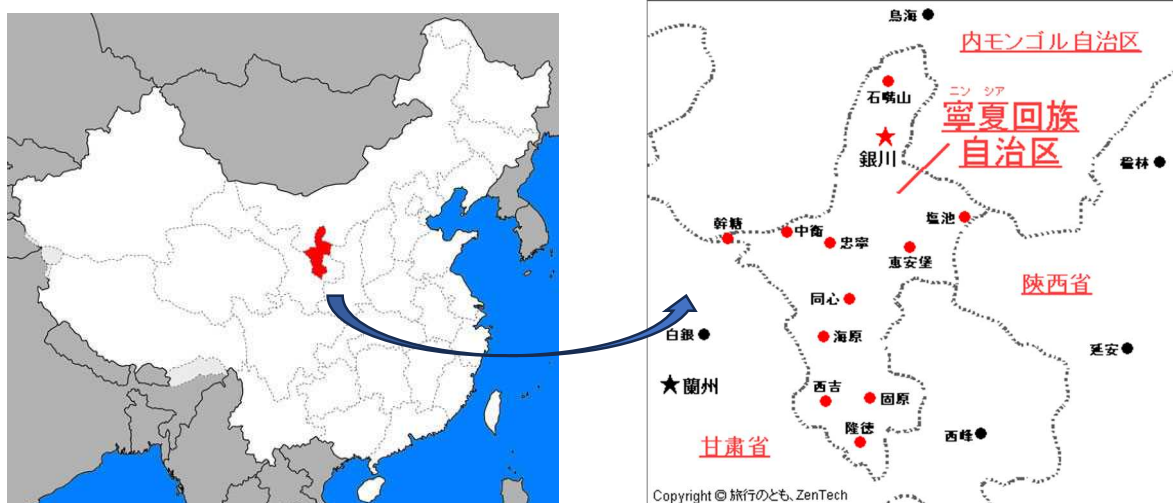 烏海
内モンゴル自治区
石嘴山
ニン シア
寧夏回族
自治区
銀川
楡林
塩池
幹糖
中衛
忠寧
恵安堡
陝西省
同心
白銀
海原
延安
蘭州
西吉
固原
隆徳
西峰
甘粛省
Copyright © 旅行のとも、ZenTech